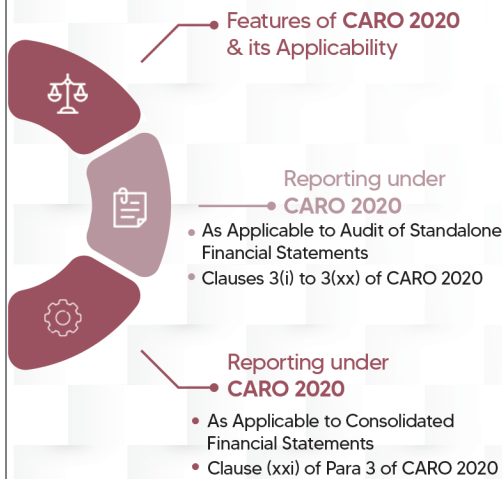 Features of CARO 2020
& its Applicability
Reporting under
CARO 2020
• As Applicable to Audit of Standalone
Financial Statements
• Clauses 3(i) to 3(xx) of CARO 2020
Reporting under
CARO 2020
• As Applicable to Consolidated
Financial Statements
• Clause (xxi) of Para 3 of CARO 2020